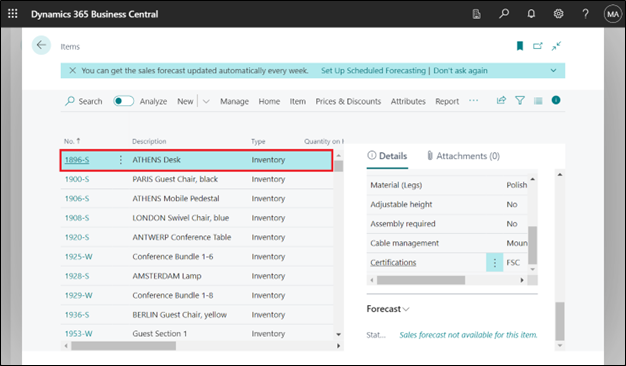 Dynamics 365 Business Central
MA
Items
You can get the sales forecast updated automatically every week. Set Up Scheduled Forecasting | Don't ask again
Search Analyze New Manage Home Item Prices & Discounts Attributes Report
No. ↑ Description Type Quantity on
1896-S ATHENS Desk Inventory
1900-S PARIS Guest Chair, black Inventory
1906-S ATHENS Mobile Pedestal Inventory
1908-S LONDON Swivel Chair, blue Inventory
1920-S ANTWERP Conference Table Inventory
1925-W Conference Bundle 1-6 Inventory
1928-S AMSTERDAM Lamp Inventory
1929-W Conference Bundle 1-8 Inventory
1936-S BERLIN Guest Chair, yellow Inventory
1953-W Guest Section 1 Inventory
Details Attachments (0)
Material (Legs) Polish
Adjustable height No
Assembly required No
Cable management Moun
Certifications FSC
Forecast
Stat... Sales forecast not available for this item.